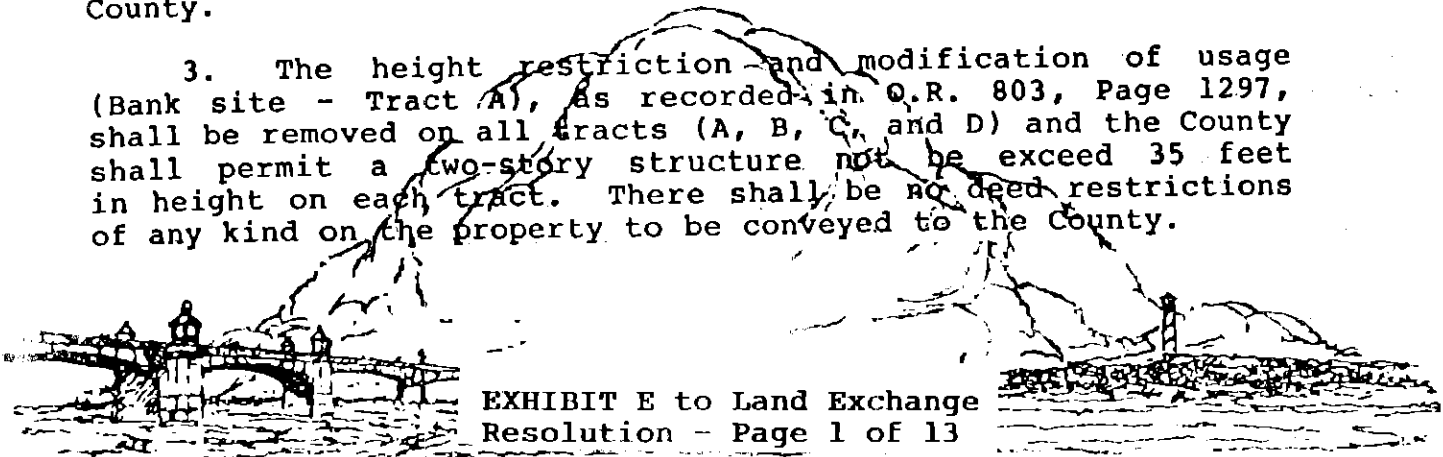 County.
3. The height restriction and modification of usage
(Bank site - Tract A), as recorded in O.R. 803, Page 1297,
shall be removed on all tracts (A, B, C, and D) and the County
shall permit a two-story structure not be exceed 35 feet
in height on each tract. There shall be no deed restrictions
of any kind on the property to be conveyed to the County.
EXHIBIT E to Land Exchange
Resolution - Page 1 of 13